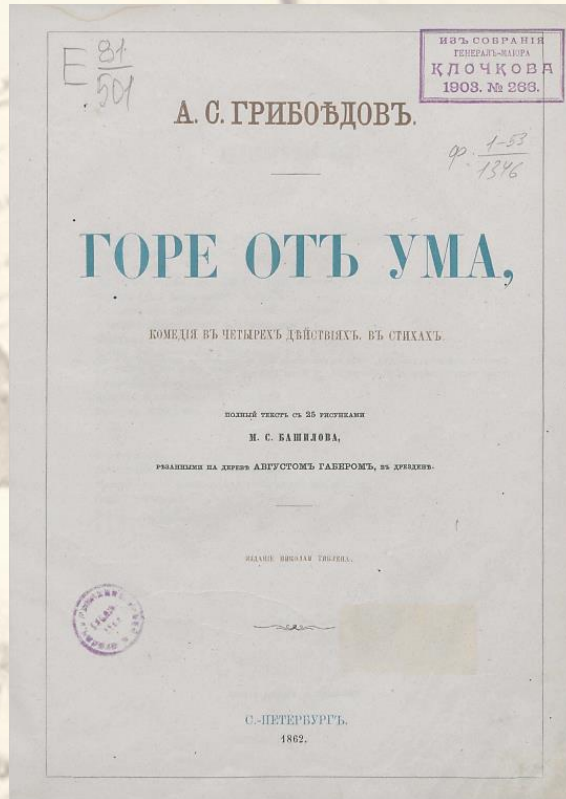 Е 81
501
ИЗЪ СОБРАНІЯ
ГЕНЕРАЛЪ-МАІОРА
КЛОЧКОВА
1903. № 266.
А. С. ГРИБОѢДОВЪ.
ф. 1-53
1346
ГОРЕ ОТЪ УМА,
КОМЕДІЯ ВЪ ЧЕТЫРЕХЪ ДѢЙСТВІЯХЪ. ВЪ СТИХАХЪ.
ПОЛНЫЙ ТЕКСТЪ СЪ 25 РИСУНКАМИ
М. С. БАШИЛОВА,
РѢЗАННЫМИ НА ДЕРЕВѢ АВГУСТОМЪ ГАБЕРОМЪ, ВЪ ДРЕЗДЕНѢ.
ИЗДАНІЕ НИКОЛАЯ ТИБЛЕНА.
С.-ПЕТЕРБУРГЪ.
1862.